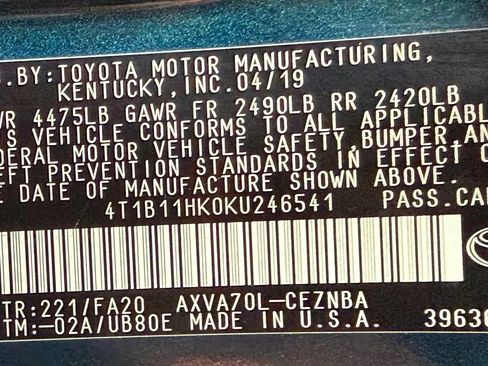 BY: TOYOTA MOTOR MANUFACTURING,
KENTUCKY, INC. 04/19
4475LB GAWR FR 2490LB RR 2420LB
VEHICLE CONFORMS TO ALL APPLICABLE
MOTOR VEHICLE SAFETY, BUMPER, AN
THEFT PREVENTION STANDARDS IN EFFECT O
DATE OF MANUFACTURE SHOWN ABOVE.
4T1B11HK0KU246541 PASS.CA
TR:221/FA20 AXVA70L-CEZNBA
TM:-02A/UB80E MADE IN U.S.A. 3963